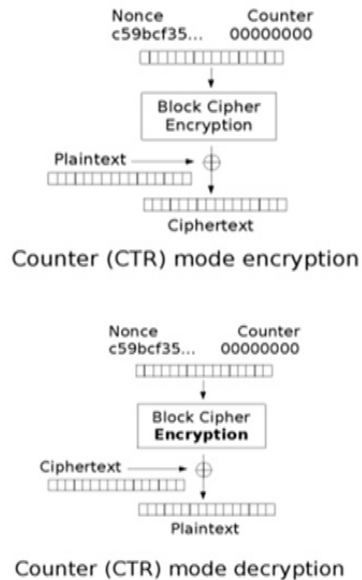 Nonce Counter
c59bcf35... 00000000
Block Cipher
Encryption
Plaintext
Ciphertext
Counter (CTR) mode encryption
Nonce Counter
c59bcf35... 00000000
Block Cipher
Encryption
Ciphertext
Plaintext
Counter (CTR) mode decryption